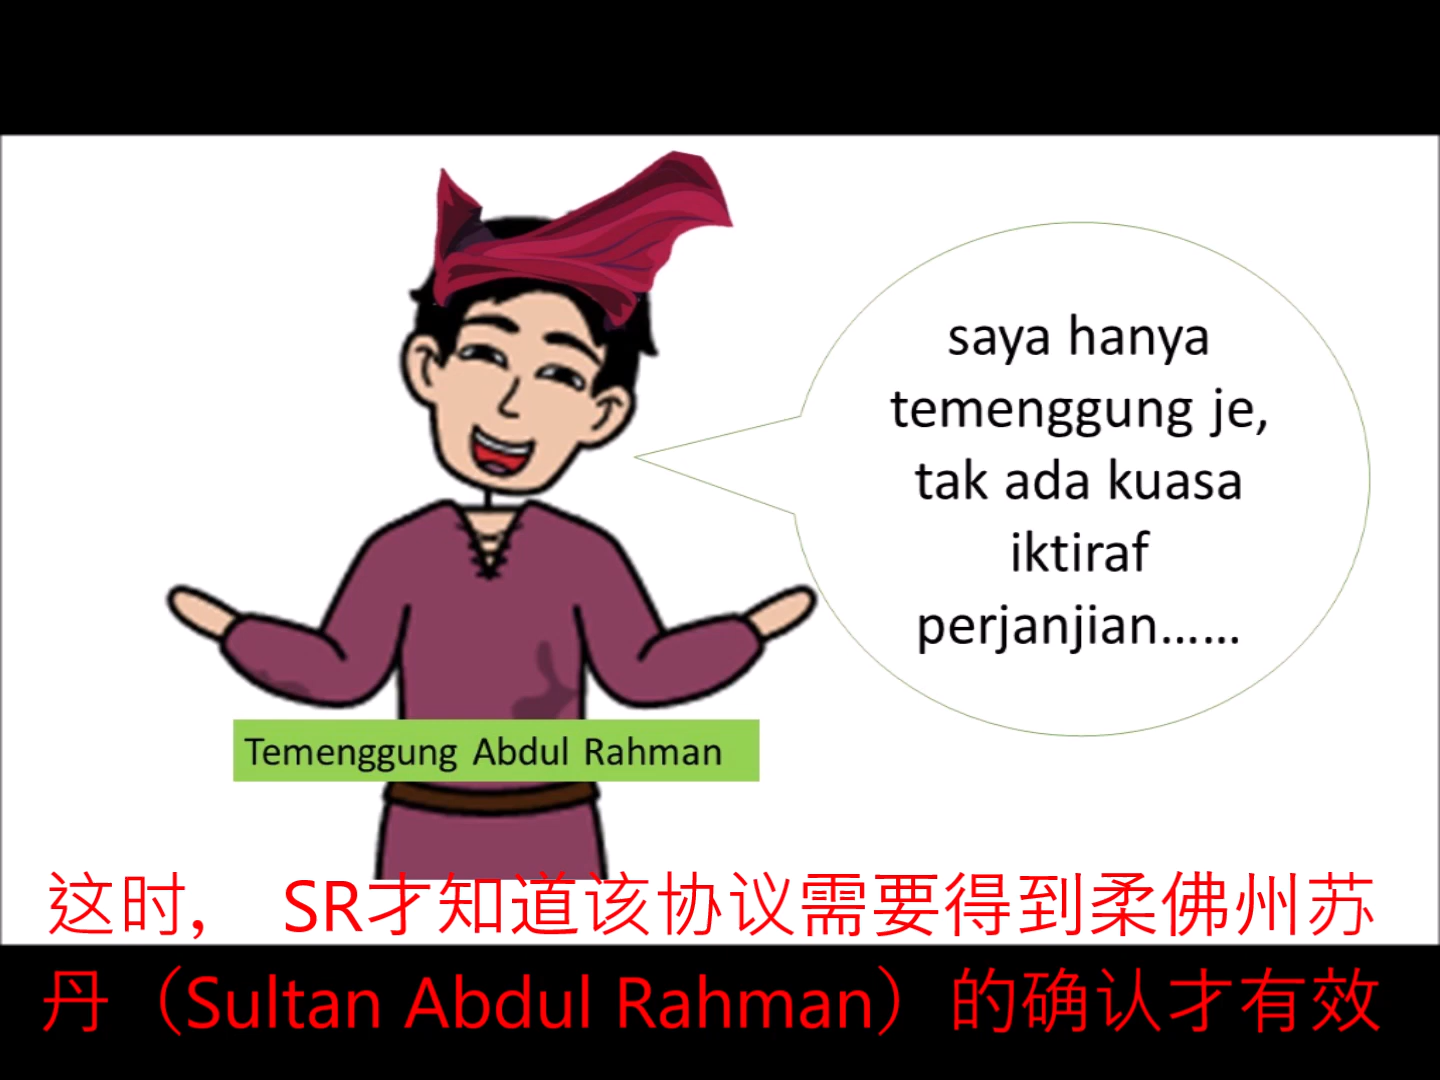 saya hanya
temenggung je,
tak ada kuasa
iktiraf
perjanjian......
Temenggung Abdul Rahman
这时， SR才知道该协议需要得到柔佛州苏
丹（Sultan Abdul Rahman）的确认才有效